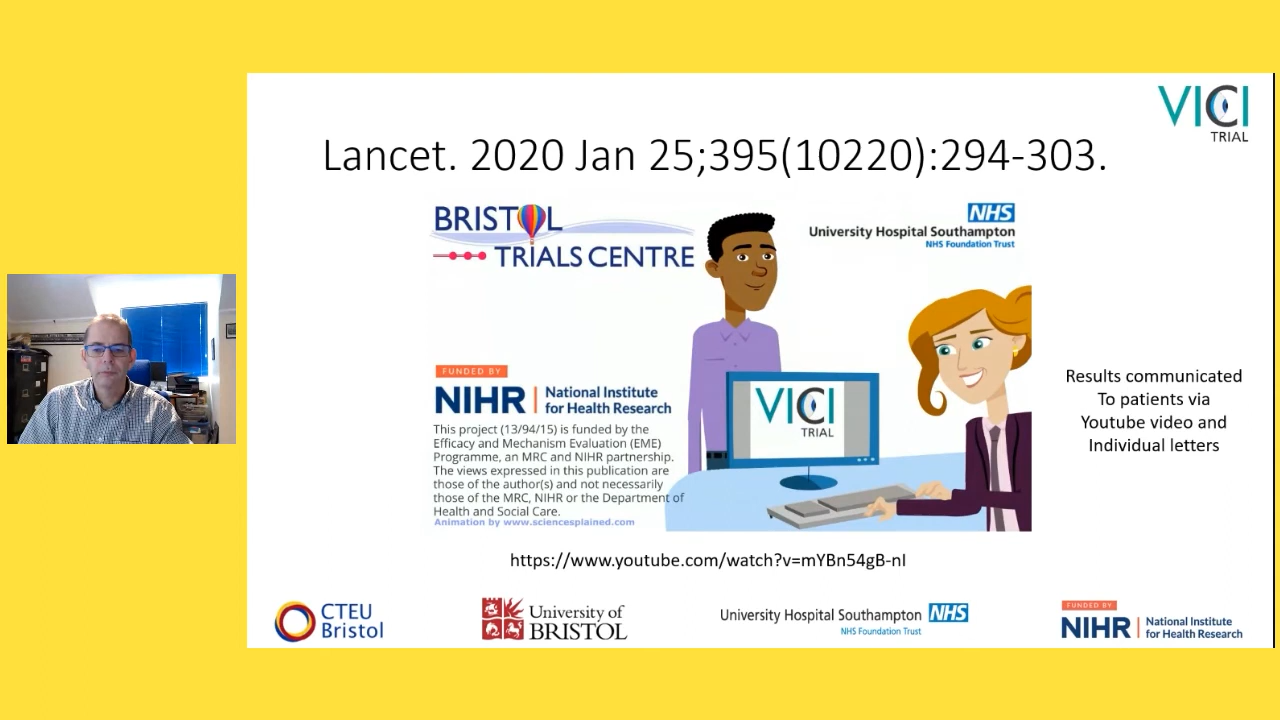 VICI
TRIAL
Lancet. 2020 Jan 25;395(10220):294-303.
BRISTOL
TRIALS CENTRE
NHS
University Hospital Southampton
NHS Foundation Trust
FUNDED BY
NIHR | National Institute
for Health Research
This project (13/94/15) is funded by the
Efficacy and Mechanism Evaluation (EME)
Programme, an MRC and NIHR partnership.
The views expressed in this publication are
those of the author(s) and not necessarily
those of the MRC, NIHR or the Department of
Health and Social Care.
Animation by www.sciencesplained.com
VICI
TRIAL
Results communicated
To patients via
Youtube video and
Individual letters
https://www.youtube.com/watch?v=mYBn54gB-nI
CTEU
Bristol
University of
BRISTOL
University Hospital Southampton NHS
NHS Foundation Trust
FUNDED BY
NIHR | National Institute
for Health Research